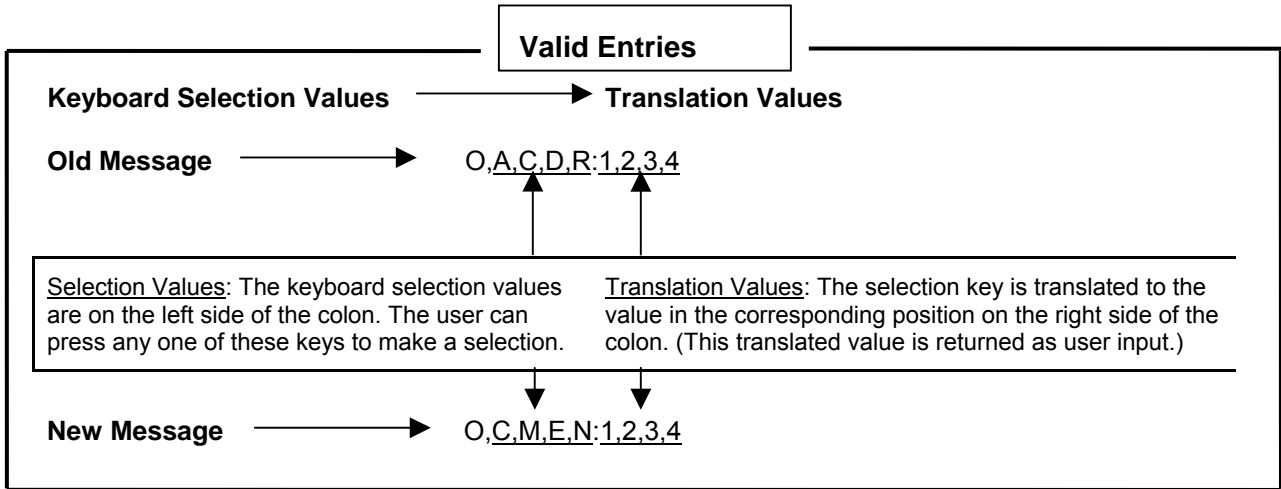 Valid Entries
Keyboard Selection Values Translation Values
Old Message O,A,C,D,R:1,2,3,4
Selection Values: The keyboard selection values
are on the left side of the colon. The user can
press any one of these keys to make a selection.
Translation Values: The selection key is translated to the
value in the corresponding position on the right side of the
colon. (This translated value is returned as user input.)
New Message O,C,M,E,N:1,2,3,4